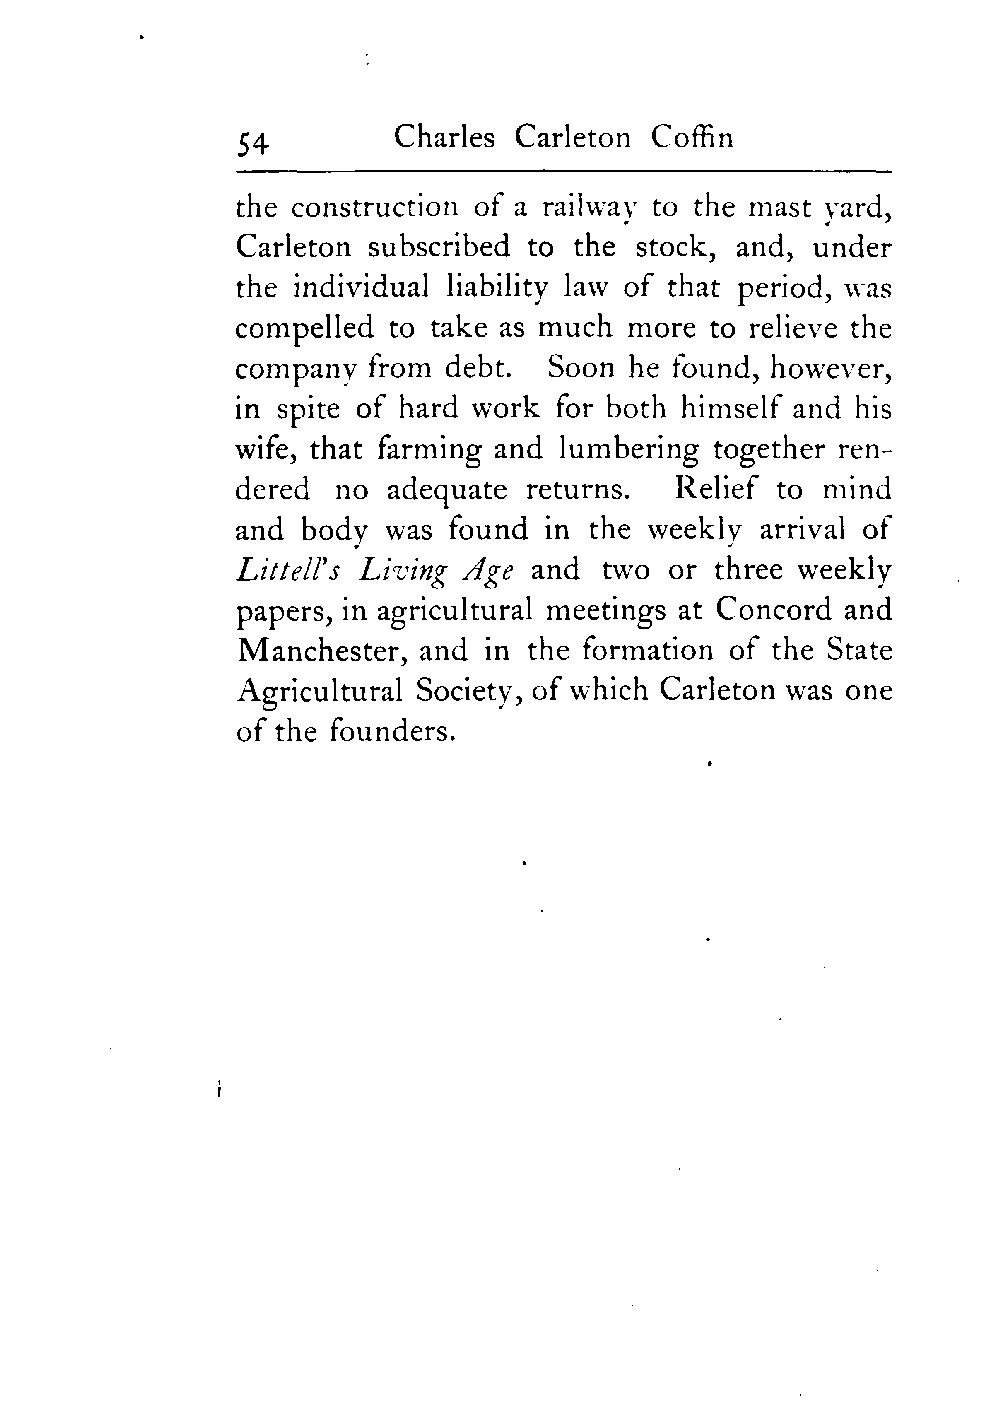 54 Charles Carleton Coffin
the construction of a railway to the mast yard,
Carleton subscribed to the stock, and, under
the individual liability law of that period, was
compelled to take as much more to relieve the
company from debt. Soon he found, however,
in spite of hard work for both himself and his
wife, that farming and lumbering together ren-
dered no adequate returns. Relief to mind
and body was found in the weekly arrival of
Littell's Living Age and two or three weekly
papers, in agricultural meetings at Concord and
Manchester, and in the formation of the State
Agricultural Society, of which Carleton was one
of the founders.